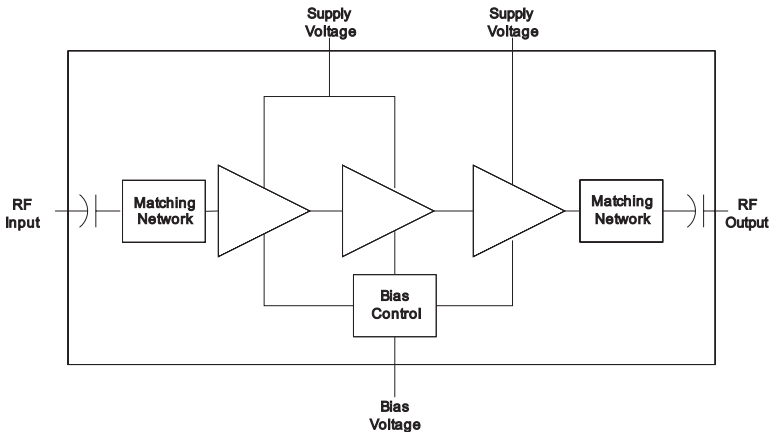 Supply
Voltage
Supply
Voltage
RF
Input
Matching
Network
Matching
Network
RF
Output
Bias
Control
Bias
Voltage